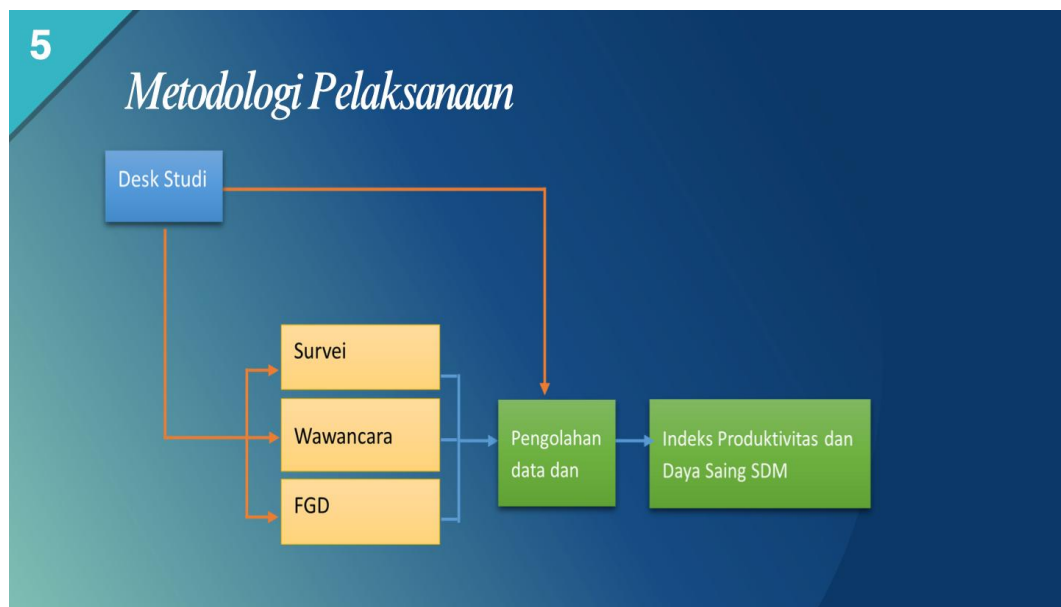 5
Metodologi Pelaksanaan
Desk Studi
Survei
Wawancara
FGD
Pengolahan
data dan
Indeks Produktivitas dan
Daya Saing SDM